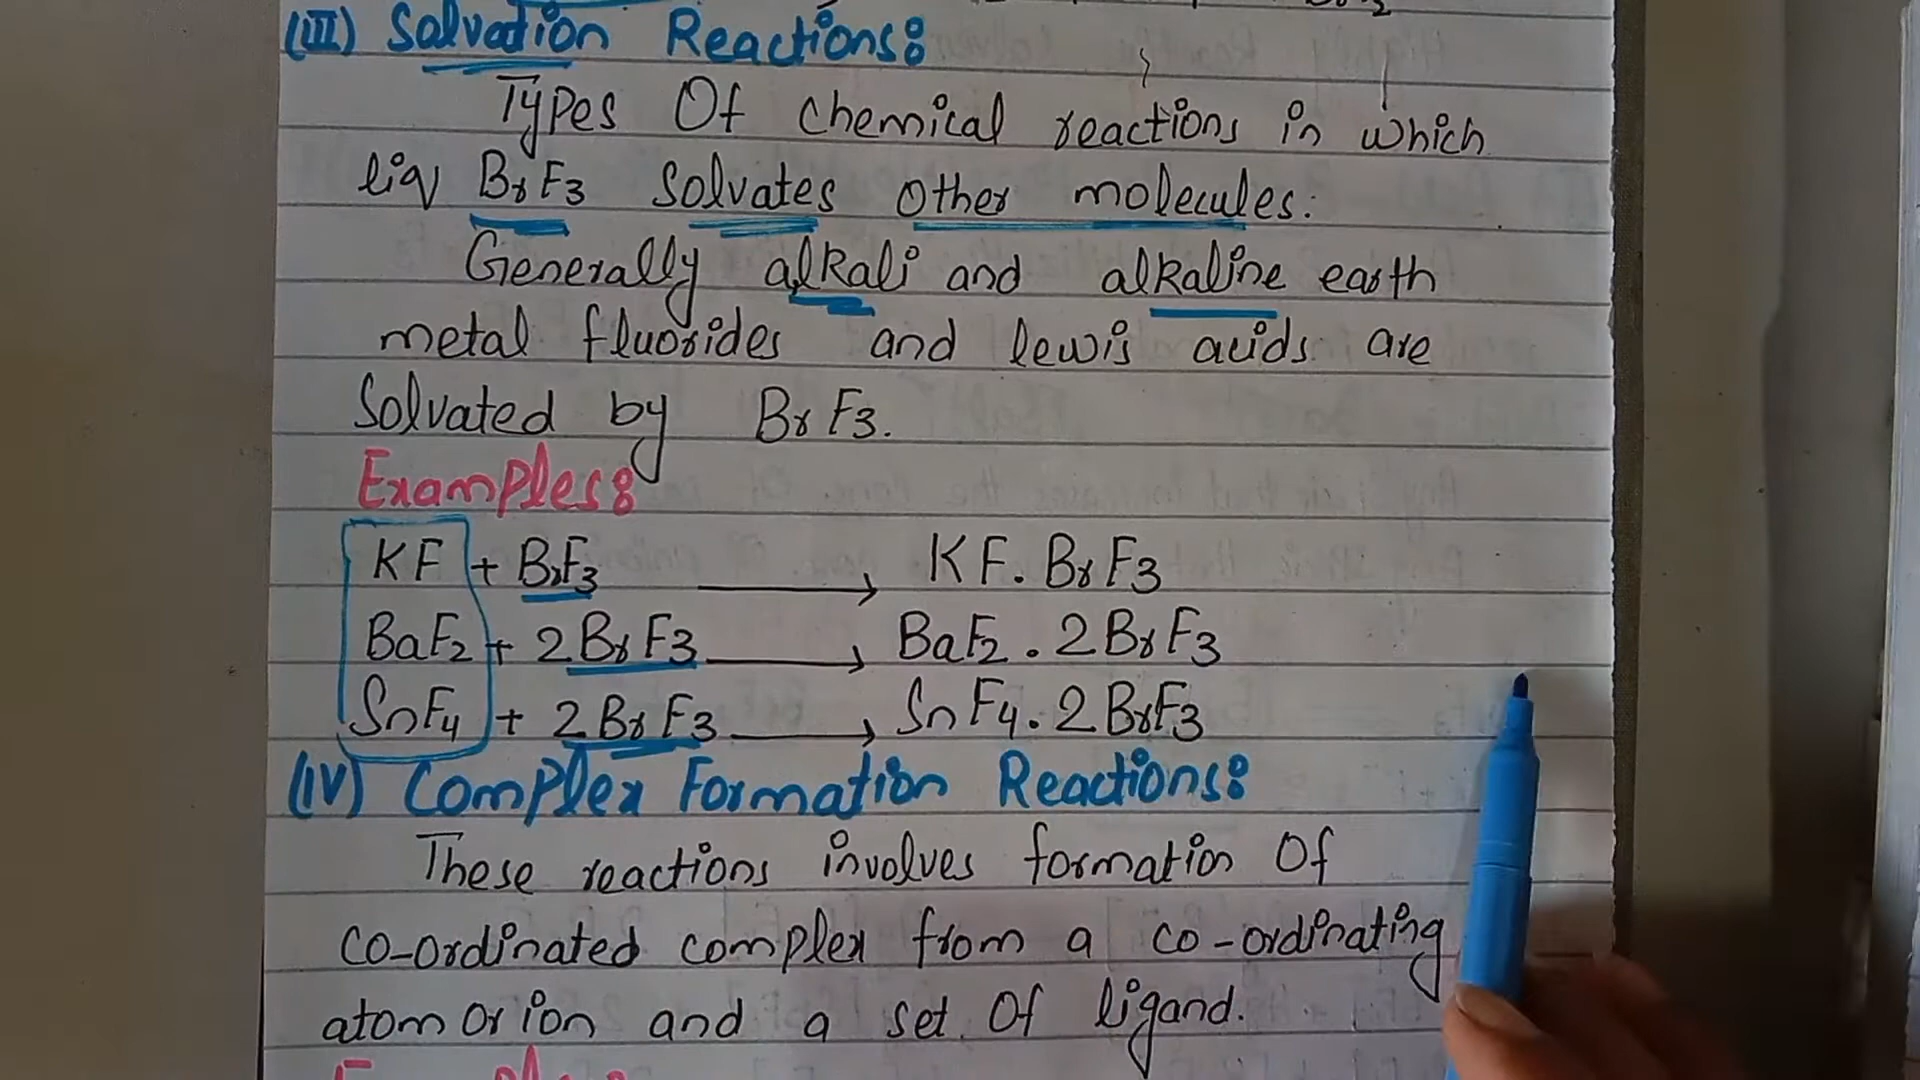 (III) Solvation Reactions:
Types Of chemical reactions in which
liq BrF3 solvates other molecules.
Generally alkali and alkaline earth
metal fluorides and lewis acids are
Solvated by BrF3.
Examples:
KF + BrF3 → KF. BrF3
BaF2 + 2BrF3 → BaF2 . 2BrF3
SnF4 + 2BrF3 → SnF4. 2BrF3
(IV) Complex Formation Reactions:
These reactions involves formation Of
co-ordinated complex from a co-ordinating
atom or ion and a set Of ligand.